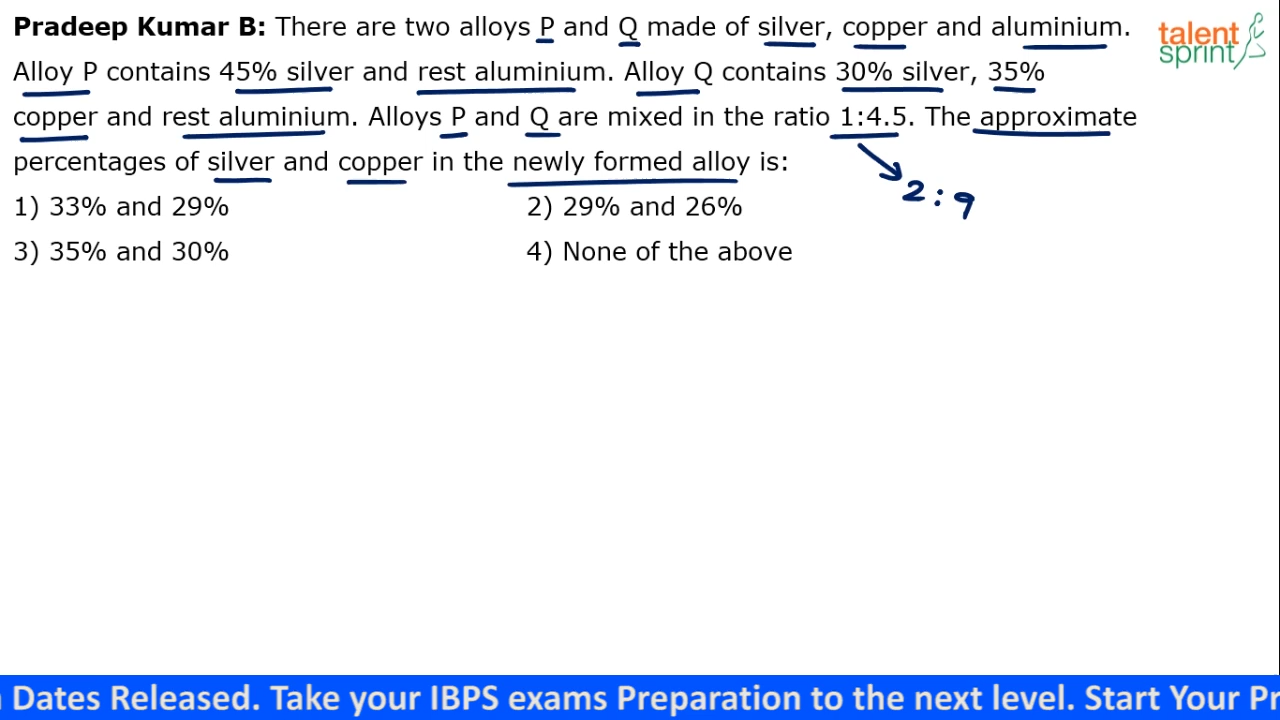 Pradeep Kumar B: There are two alloys P and Q made of silver, copper and aluminium.
talent
sprint
Alloy P contains 45% silver and rest aluminium. Alloy Q contains 30% silver, 35%
copper and rest aluminium. Alloys P and Q are mixed in the ratio 1:4.5. The approximate
percentages of silver and copper in the newly formed alloy is:
2:9
1) 33% and 29% 2) 29% and 26%
3) 35% and 30% 4) None of the above
Dates Released. Take your IBPS exams Preparation to the next level. Start Your